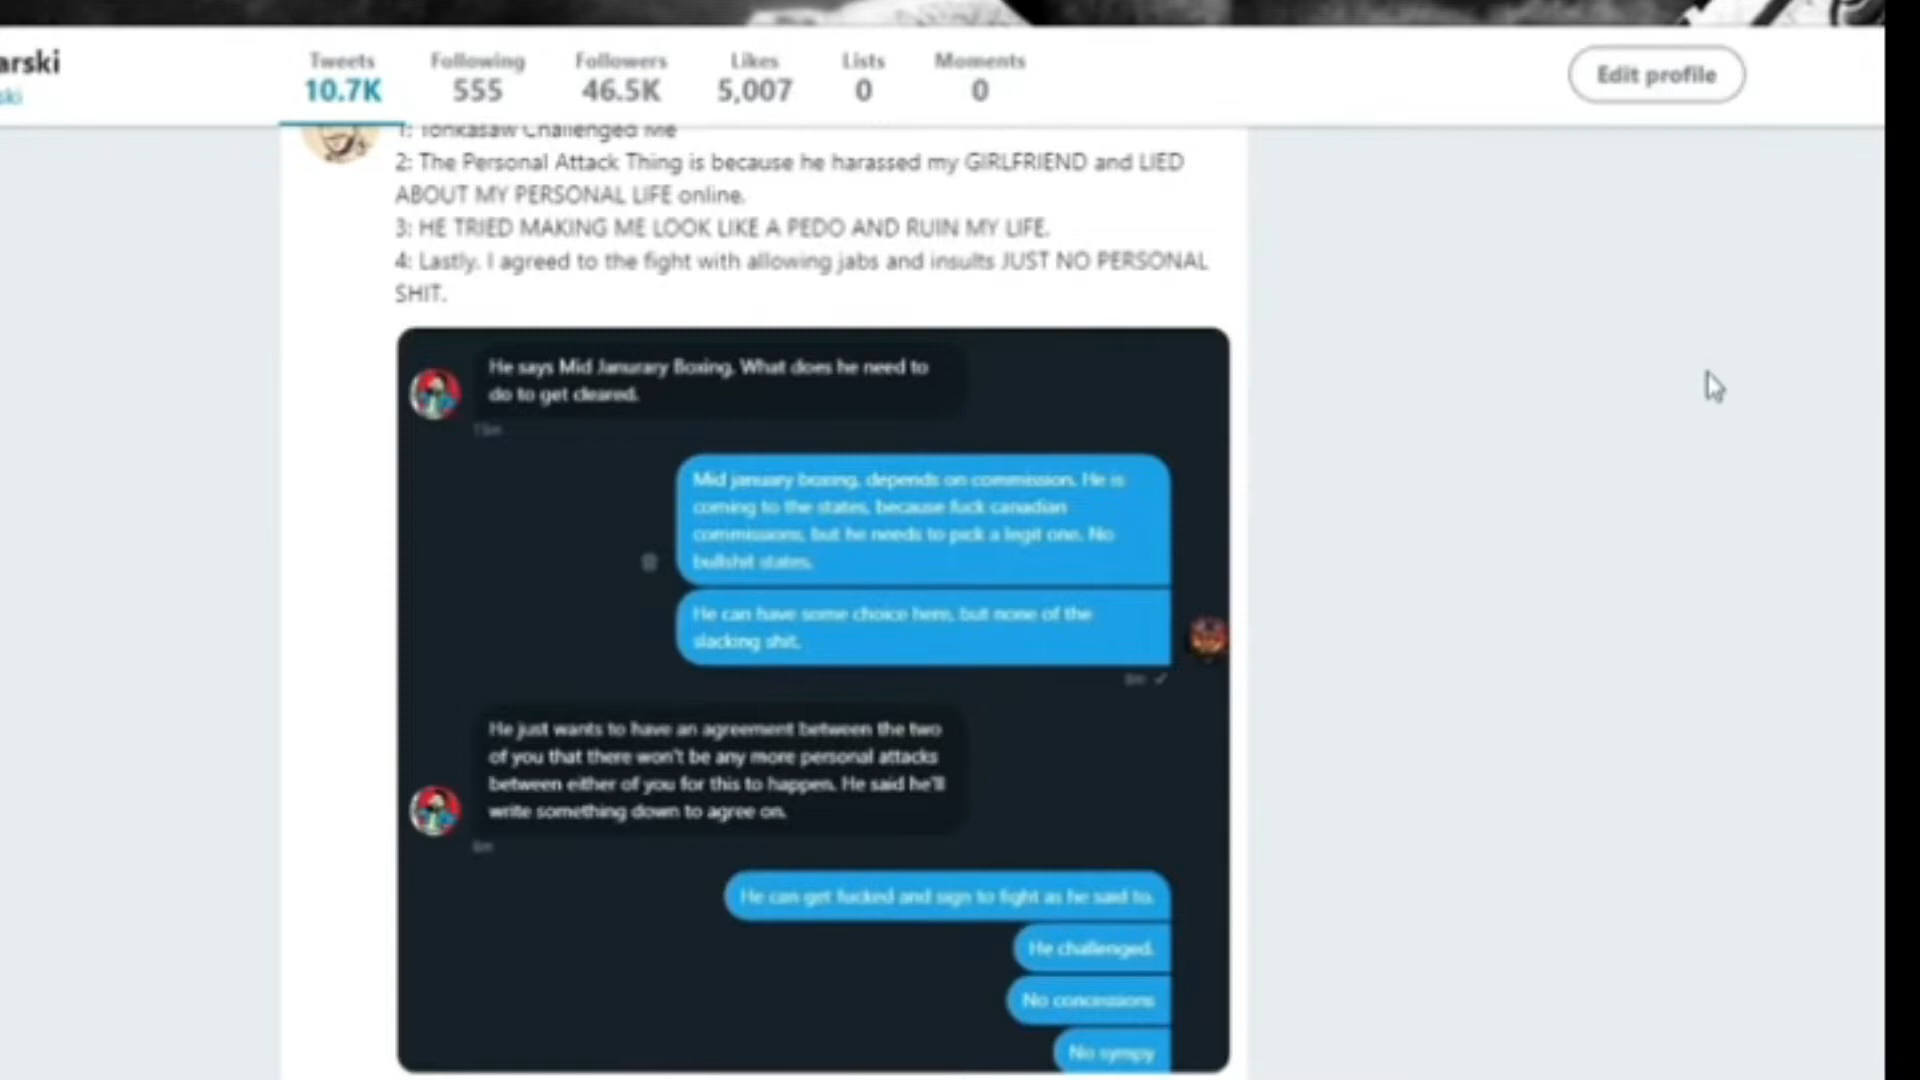 arski
ski
Tweets Following Followers Likes Lists Moments
10.7K 555 46.5K 5,007 0 0
Edit profile
1: Tonkasaw Challenged Me
2: The Personal Attack Thing is because he harassed my GIRLFRIEND and LIED
ABOUT MY PERSONAL LIFE online.
3: HE TRIED MAKING ME LOOK LIKE A PEDO AND RUIN MY LIFE.
4: Lastly. I agreed to the fight with allowing jabs and insults JUST NO PERSONAL
SHIT.
He says Mid Janurary Boxing. What does he need to
do to get cleared.
Mid january boxing, depends on commission. He is
coming to the states, because fuck canadian
commissions, but he needs to pick a legit one. No
bullshit states.
He can have some choice here, but none of the
slacking shit.
He just wants to have an agreement between the two
of you that there won't be any more personal attacks
between either of you for this to happen. He said he'll
write something down to agree on.
He can get fucked and sign to fight as he said to.
He challenged.
No concessions
No sympy